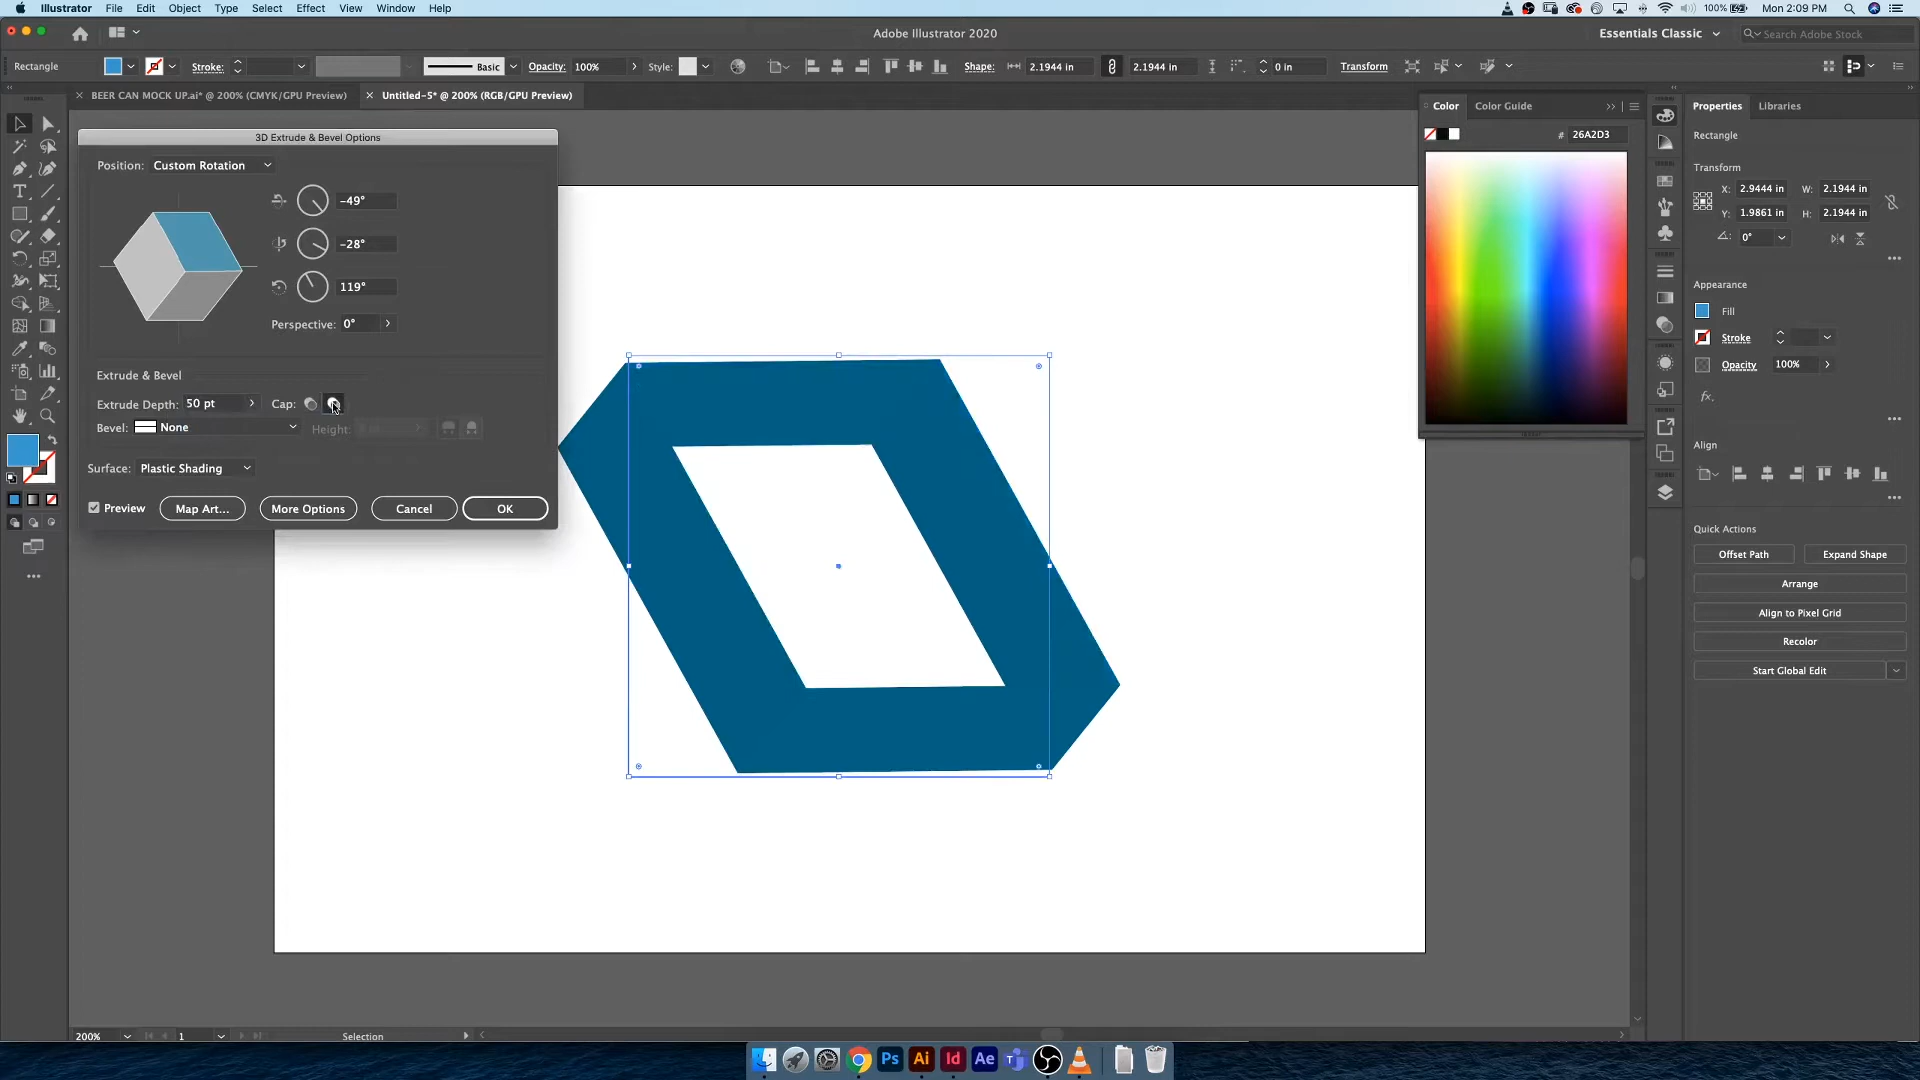 Illustrator File Edit Object Type Select Effect View Window Help
100% Mon 2:09 PM
Adobe Illustrator 2020
Essentials Classic
Search Adobe Stock
Rectangle Stroke: Basic Opacity: 100% Style: Shape: 2.1944 in 2.1944 in 0 in Transform
BEER CAN MOCK UP.ai* @ 200% (CMYK/GPU Preview)
Untitled-5* @ 200% (RGB/GPU Preview)
3D Extrude & Bevel Options
Position: Custom Rotation
-49°
-28°
119°
Perspective: 0°
Extrude & Bevel
Extrude Depth: 50 pt Cap:
Bevel: None Height:
Surface: Plastic Shading
Preview Map Art... More Options Cancel OK
Color Color Guide
# 26A2D3
Properties Libraries
Rectangle
Transform
X: 2.9444 in W: 2.1944 in
Y: 1.9861 in H: 2.1944 in
0°
Appearance
Fill
Stroke
Opacity 100%
fx.
Align
Quick Actions
Offset Path Expand Shape
Arrange
Align to Pixel Grid
Recolor
Start Global Edit
200% 1 Selection
Ps Ai Id Ae